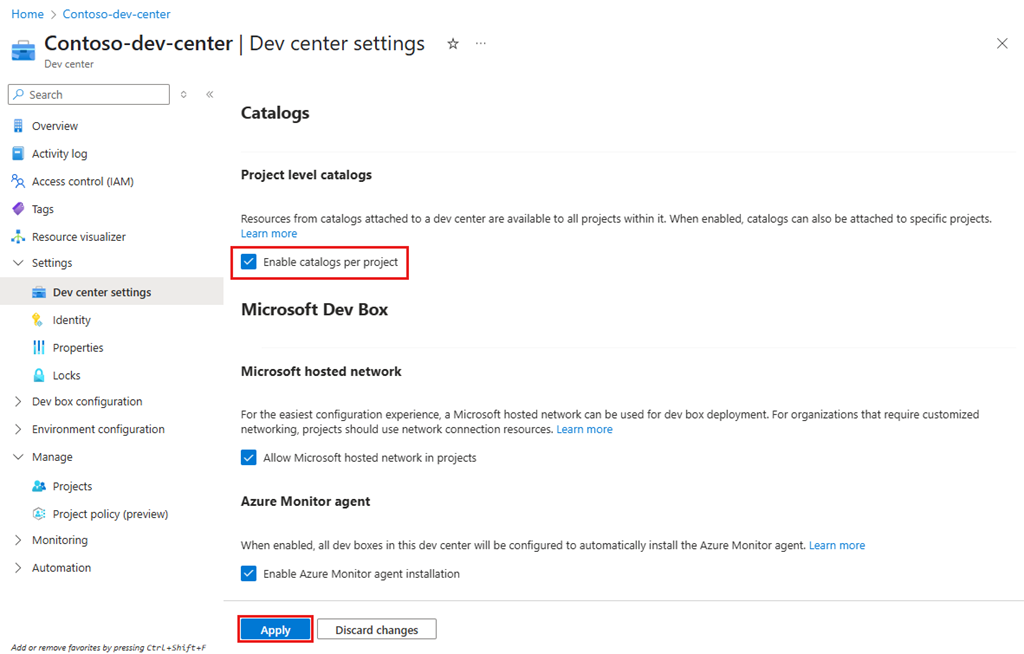 Home > Contoso-dev-center
Contoso-dev-center | Dev center settings
Dev center
Search
Overview
Activity log
Access control (IAM)
Tags
Resource visualizer
Settings
Dev center settings
Identity
Properties
Locks
Dev box configuration
Environment configuration
Manage
Projects
Project policy (preview)
Monitoring
Automation
Add or remove favorites by pressing Ctrl+Shift+F
Catalogs
Project level catalogs
Resources from catalogs attached to a dev center are available to all projects within it. When enabled, catalogs can also be attached to specific projects.
Learn more
Enable catalogs per project
Microsoft Dev Box
Microsoft hosted network
For the easiest configuration experience, a Microsoft hosted network can be used for dev box deployment. For organizations that require customized
networking, projects should use network connection resources. Learn more
Allow Microsoft hosted network in projects
Azure Monitor agent
When enabled, all dev boxes in this dev center will be configured to automatically install the Azure Monitor agent. Learn more
Enable Azure Monitor agent installation
Apply
Discard changes